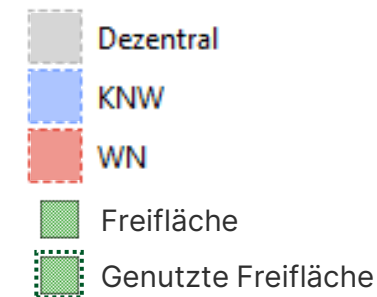 Dezentral
KNW
WN
Freifläche
Genutzte Freifläche